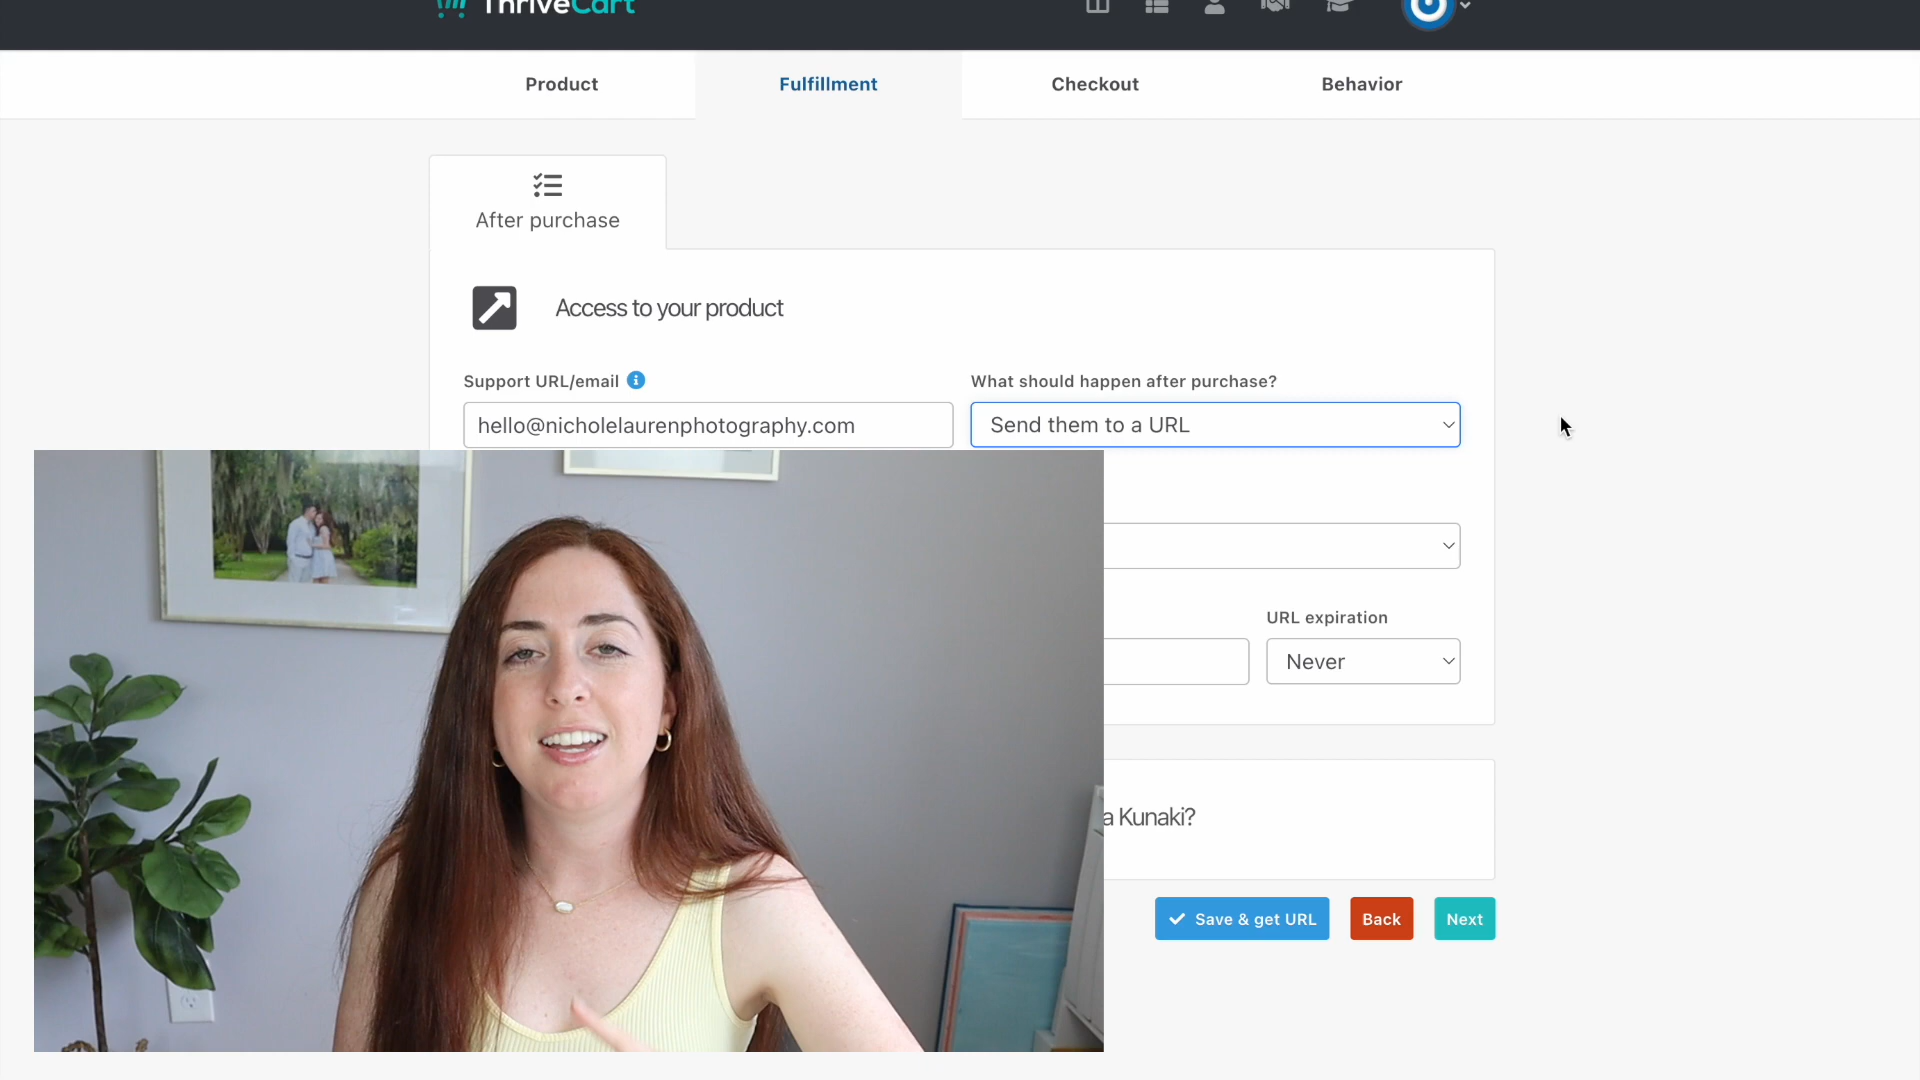 ThriveCart
Product
Fulfillment
Checkout
Behavior
After purchase
Access to your product
Support URL/email
What should happen after purchase?
hello@nicholelaurenphotography.com
Send them to a URL
URL expiration
Never
a Kunaki?
Save & get URL
Back
Next